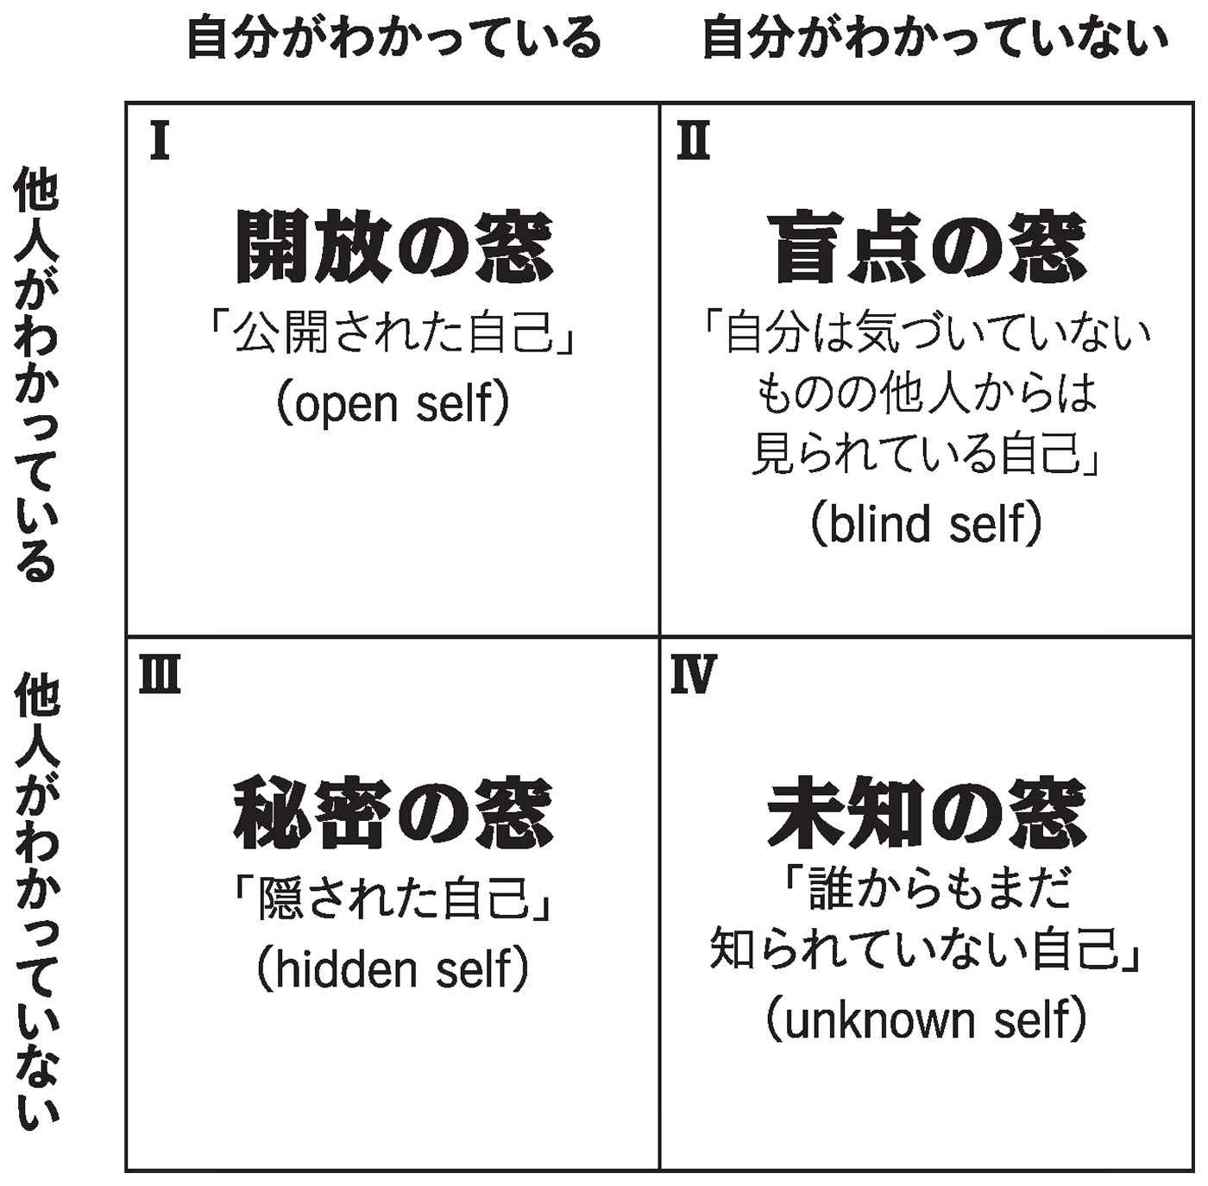 自分がわかっている
自分がわかっていない
他人がわかっている
I
開放の窓
「公開された自己」
(open self)
II
盲点の窓
「自分は気づいていない
ものの他人からは
見られている自己」
(blind self)
他人がわかっていない
III
秘密の窓
「隠された自己」
(hidden self)
IV
未知の窓
「誰からもまだ
知られていない自己」
(unknown self)